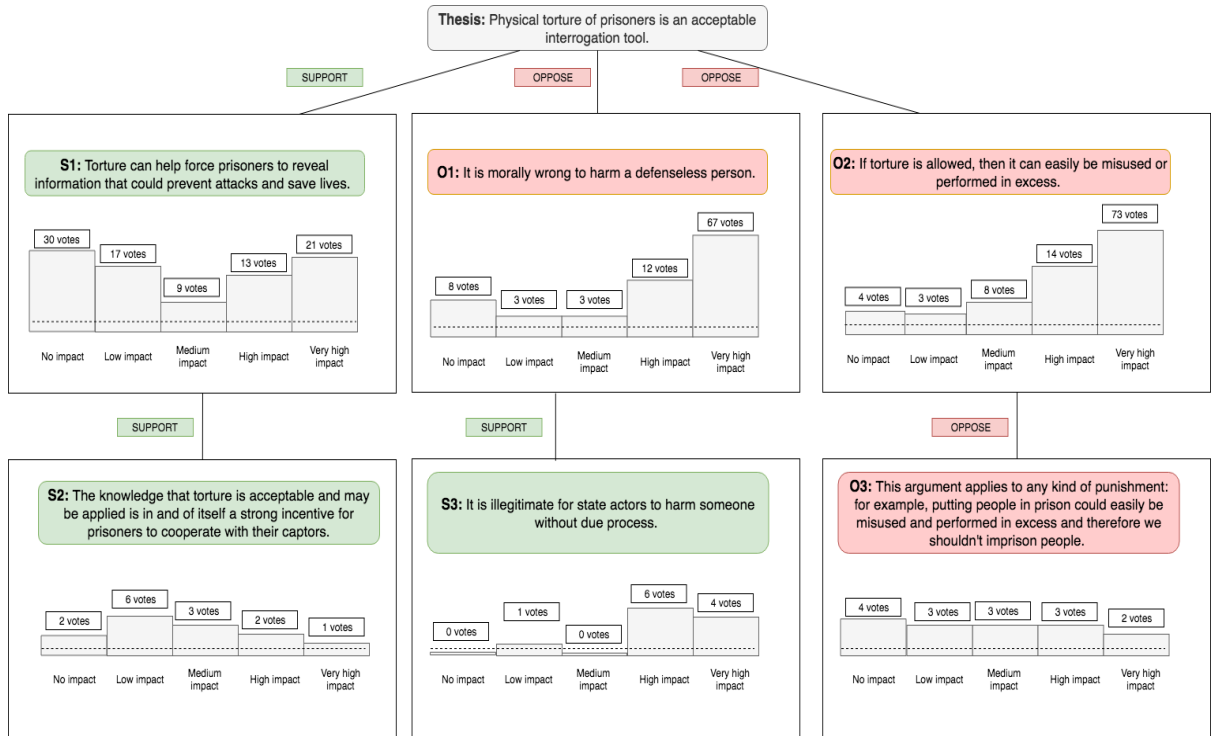 Thesis: Physical torture of prisoners is an acceptable
interrogation tool.
SUPPORT
OPPOSE
OPPOSE
S1: Torture can help force prisoners to reveal
information that could prevent attacks and save lives.
30 votes
17 votes
9 votes
13 votes
21 votes
No impact
Low impact
Medium
impact
High impact
Very high
impact
O1: It is morally wrong to harm a defenseless person.
8 votes
3 votes
3 votes
12 votes
67 votes
No impact
Low impact
Medium
impact
High impact
Very high
impact
O2: If torture is allowed, then it can easily be misused or
performed in excess.
4 votes
3 votes
8 votes
14 votes
73 votes
No impact
Low impact
Medium
impact
High impact
Very high
impact
SUPPORT
SUPPORT
OPPOSE
S2: The knowledge that torture is acceptable and may
be applied is in and of itself a strong incentive for
prisoners to cooperate with their captors.
2 votes
6 votes
3 votes
2 votes
1 votes
No impact
Low impact
Medium
impact
High impact
Very high
impact
S3: It is illegitimate for state actors to harm someone
without due process.
0 votes
1 votes
0 votes
6 votes
4 votes
No impact
Low impact
Medium
impact
High impact
Very high
impact
O3: This argument applies to any kind of punishment:
for example, putting people in prison could easily be
misused and performed in excess and therefore we
shouldn't imprison people.
4 votes
3 votes
3 votes
3 votes
2 votes
No impact
Low impact
Medium
impact
High impact
Very high
impact